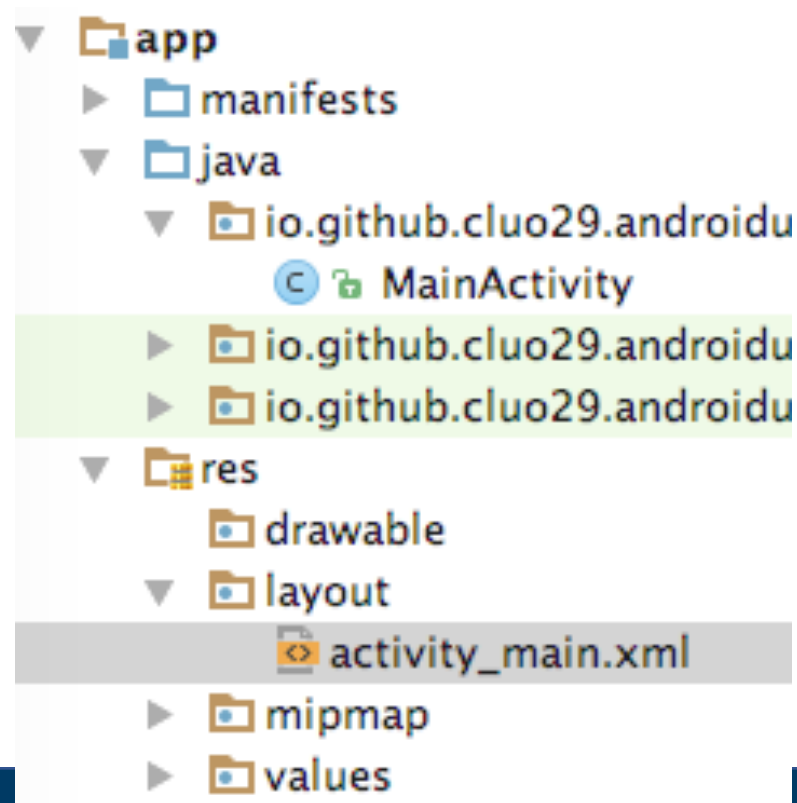 app
manifests
java
io.github.cluo29.androidu
C MainActivity
io.github.cluo29.androidu
io.github.cluo29.androidu
res
drawable
layout
<> activity_main.xml
mipmap
values